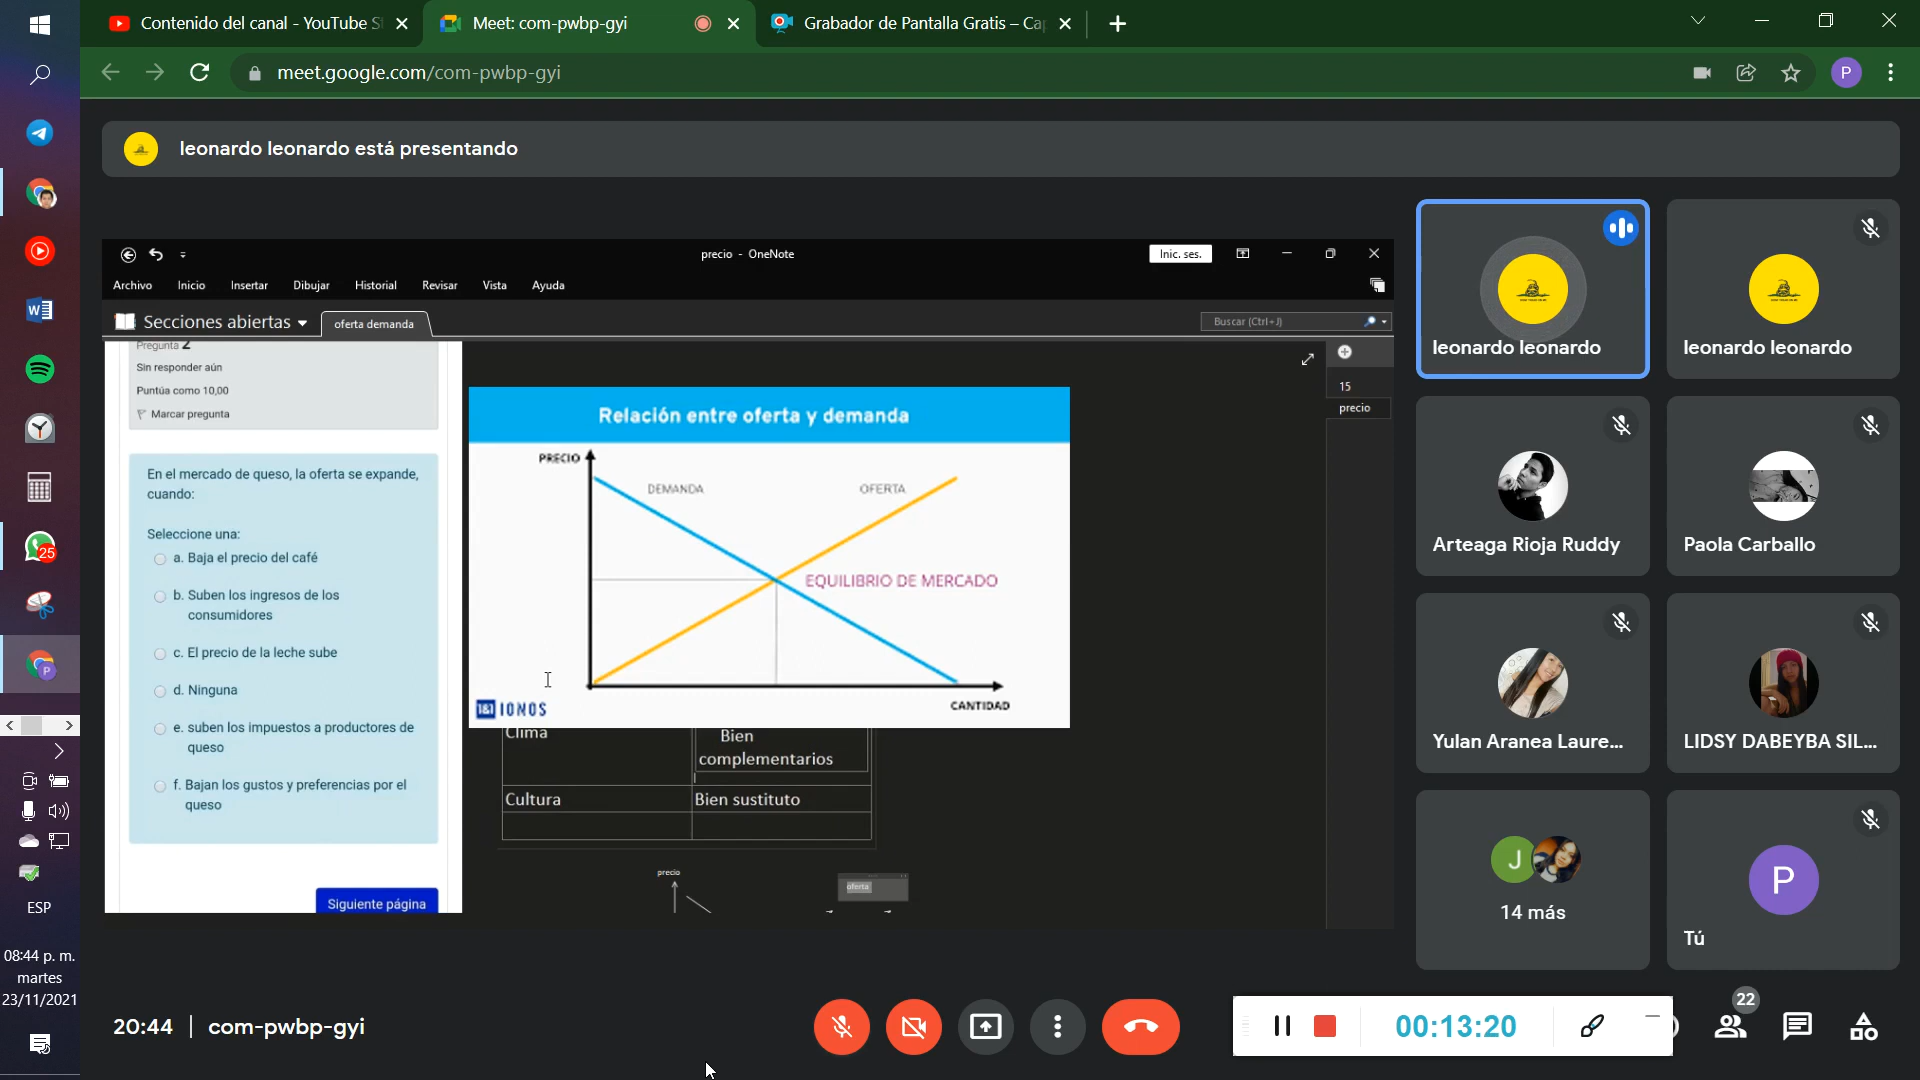 Contenido del canal - YouTube S
Meet: com-pwbp-gyi
Grabador de Pantalla Gratis – Ca
meet.google.com/com-pwbp-gyi
P
leonardo leonardo está presentando
precio - OneNote
Inic. ses.
Archivo Inicio Insertar Dibujar Historial Revisar Vista Ayuda
Secciones abiertas
oferta demanda
Buscar (Ctrl+J)
Pregunta 2
Sin responder aún
Puntúa como 10,00
Marcar pregunta
En el mercado de queso, la oferta se expande,
cuando:
Seleccione una:
a. Baja el precio del café
b. Suben los ingresos de los
consumidores
c. El precio de la leche sube
d. Ninguna
e. suben los impuestos a productores de
queso
f. Bajan los gustos y preferencias por el
queso
Siguiente página
Relación entre oferta y demanda
PRECIO
DEMANDA
OFERTA
EQUILIBRIO DE MERCADO
CANTIDAD
1&1 IONOS
Clima
Bien
complementarios
Cultura
Bien sustituto
precio
oferta
15
precio
leonardo leonardo
leonardo leonardo
Arteaga Rioja Ruddy
Paola Carballo
Yulan Aranea Laure...
LIDSY DABEYBA SIL...
J
14 más
P
Tú
25
P
ESP
08:44 p. m.
martes
23/11/2021
20:44 | com-pwbp-gyi
00:13:20
22